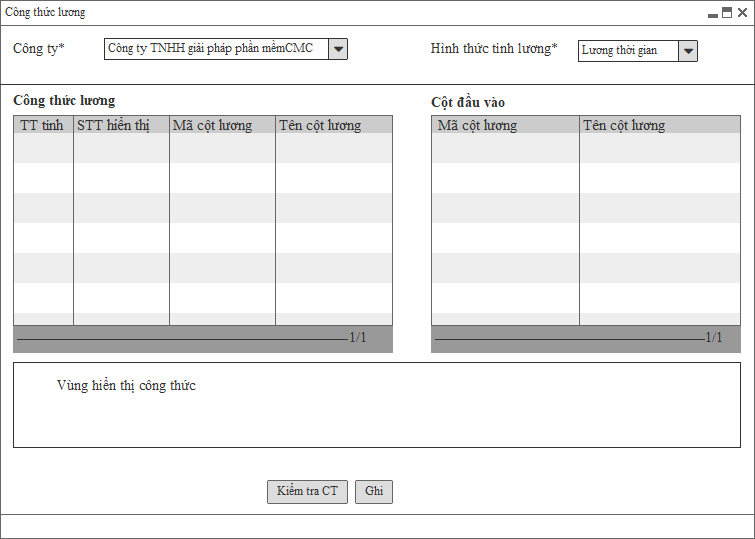 Công thức lương
Công ty* Công ty TNHH giải pháp phần mềmCMC Hình thức tính lương* Lương thời gian
Công thức lương Cột đầu vào
TT tính STT hiển thị Mã cột lương Tên cột lương Mã cột lương Tên cột lương
1/1 1/1
Vùng hiển thị công thức
Kiểm tra CT Ghi